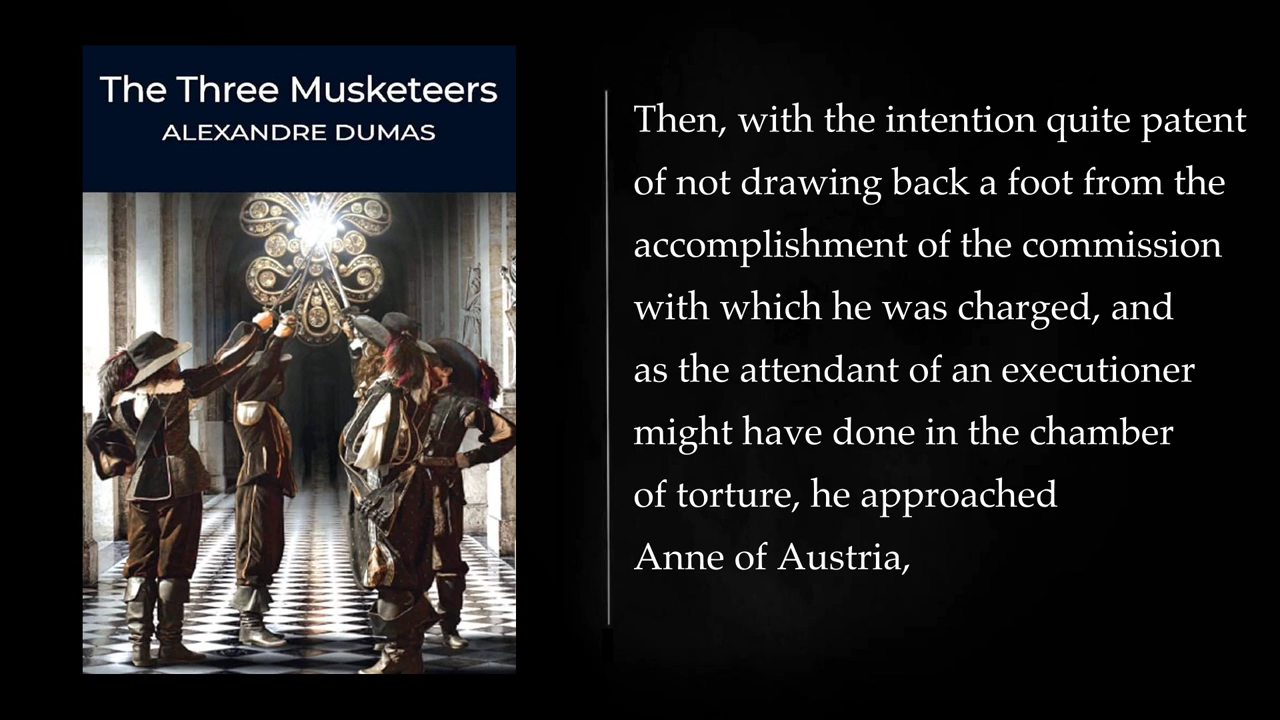 The Three Musketeers
ALEXANDRE DUMAS
Then, with the intention quite patent
of not drawing back a foot from the
accomplishment of the commission
with which he was charged, and
as the attendant of an executioner
might have done in the chamber
of torture, he approached
Anne of Austria,